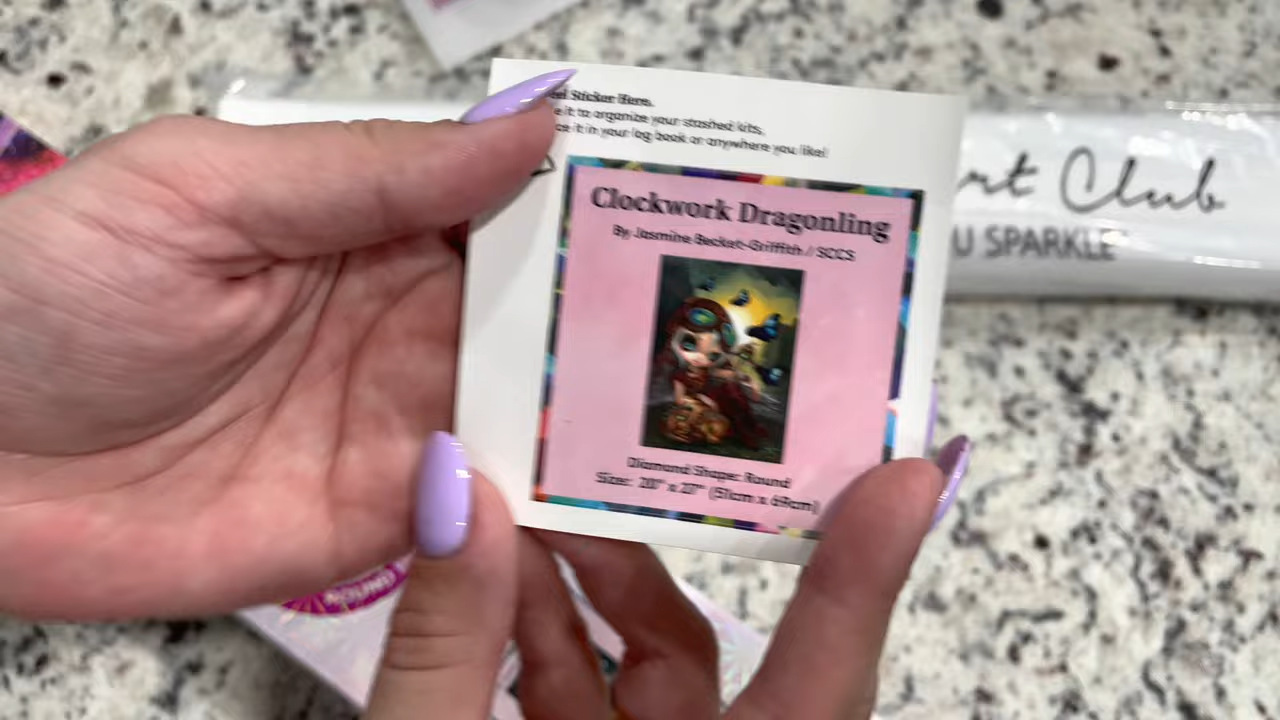 Sticker Here.
it to organize your stashed kits.
it in your log book or anywhere you like!
Clockwork Dragonling
By Jasmine Becket-Griffith / SCCS
Diamond Shape: Round
Size: 20" x 27" (51cm x 69cm)
Club
SPARKLE
ROUND